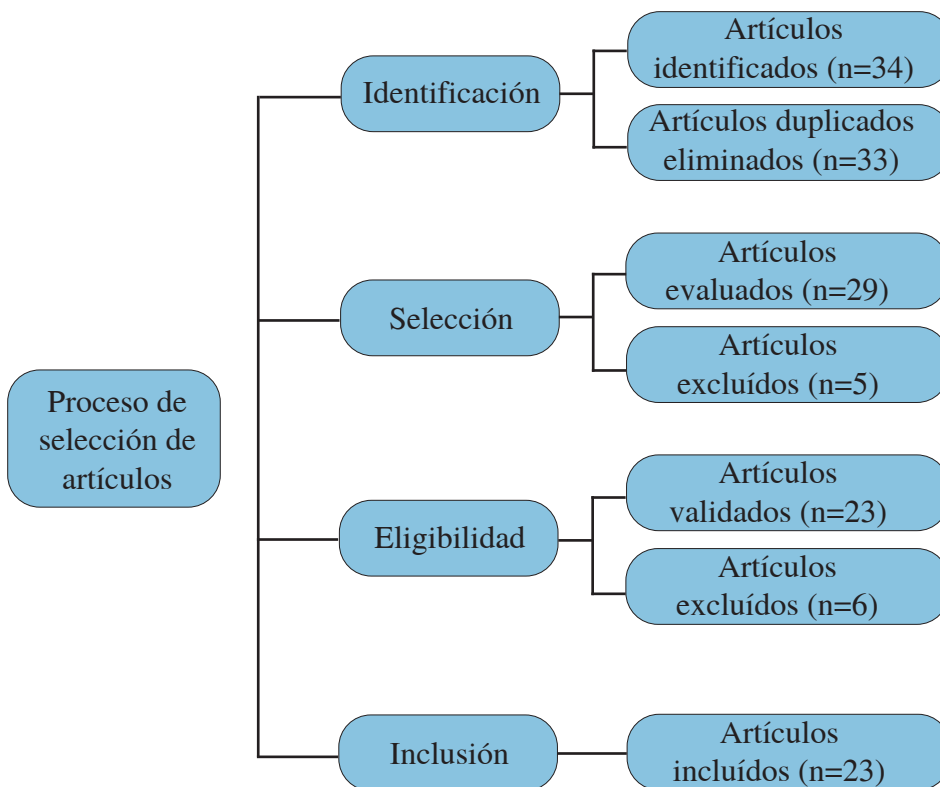 Proceso de
selección de
artículos
Identificación
Artículos
identificados (n=34)
Artículos duplicados
eliminados (n=33)
Selección
Artículos
evaluados (n=29)
Artículos
excluídos (n=5)
Eligibilidad
Artículos
validados (n=23)
Artículos
excluídos (n=6)
Inclusión
Artículos
incluídos (n=23)